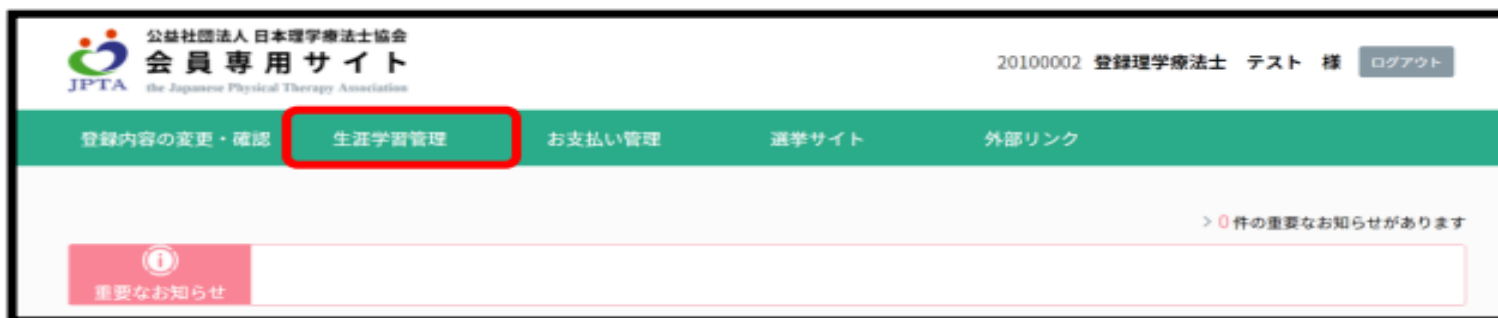 公益社団法人 日本理学療法士協会
会員専用サイト
JPTA the Japanese Physical Therapy Association
20100002 登録理学療法士 テスト 様 ログアウト
登録内容の変更・確認 生涯学習管理 お支払い管理 選挙サイト 外部リンク
> 0 件の重要なお知らせがあります
重要なお知らせ